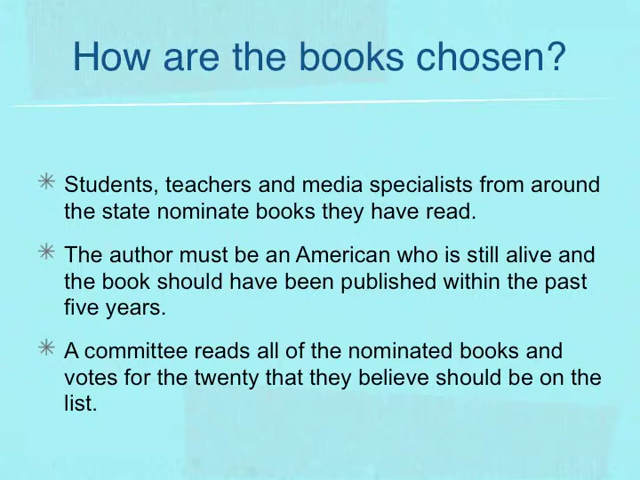 How are the books chosen?
Students, teachers and media specialists from around
the state nominate books they have read.
The author must be an American who is still alive and
the book should have been published within the past
five years.
A committee reads all of the nominated books and
votes for the twenty that they believe should be on the
list.